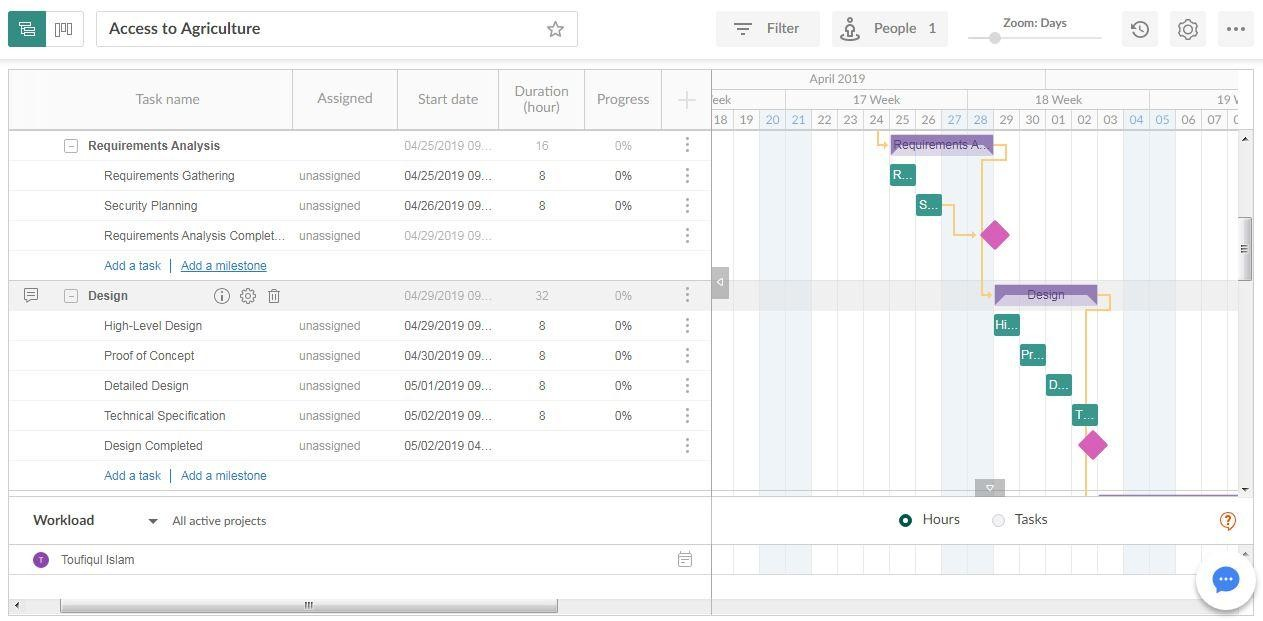 Access to Agriculture
Filter
People 1
Zoom: Days
Task name
Assigned
Start date
Duration
(hour)
Progress
April 2019
eek
17 Week
18 Week
19
18 19 20 21 22 23 24 25 26 27 28 29 30 01 02 03 04 05 06 07
Requirements Analysis 04/25/2019 09... 16 0% Requirements A...
Requirements Gathering unassigned 04/25/2019 09... 8 0% R...
Security Planning unassigned 04/26/2019 09... 8 0% S...
Requirements Analysis Complet... unassigned 04/29/2019 09...
Add a task | Add a milestone
Design 04/29/2019 09... 32 0% Design
High-Level Design unassigned 04/29/2019 09... 8 0% Hi...
Proof of Concept unassigned 04/30/2019 09... 8 0% Pr...
Detailed Design unassigned 05/01/2019 09... 8 0% D...
Technical Specification unassigned 05/02/2019 09... 8 0% T...
Design Completed unassigned 05/02/2019 04...
Add a task | Add a milestone
Workload All active projects Hours Tasks ?
T Toufiqul Islam